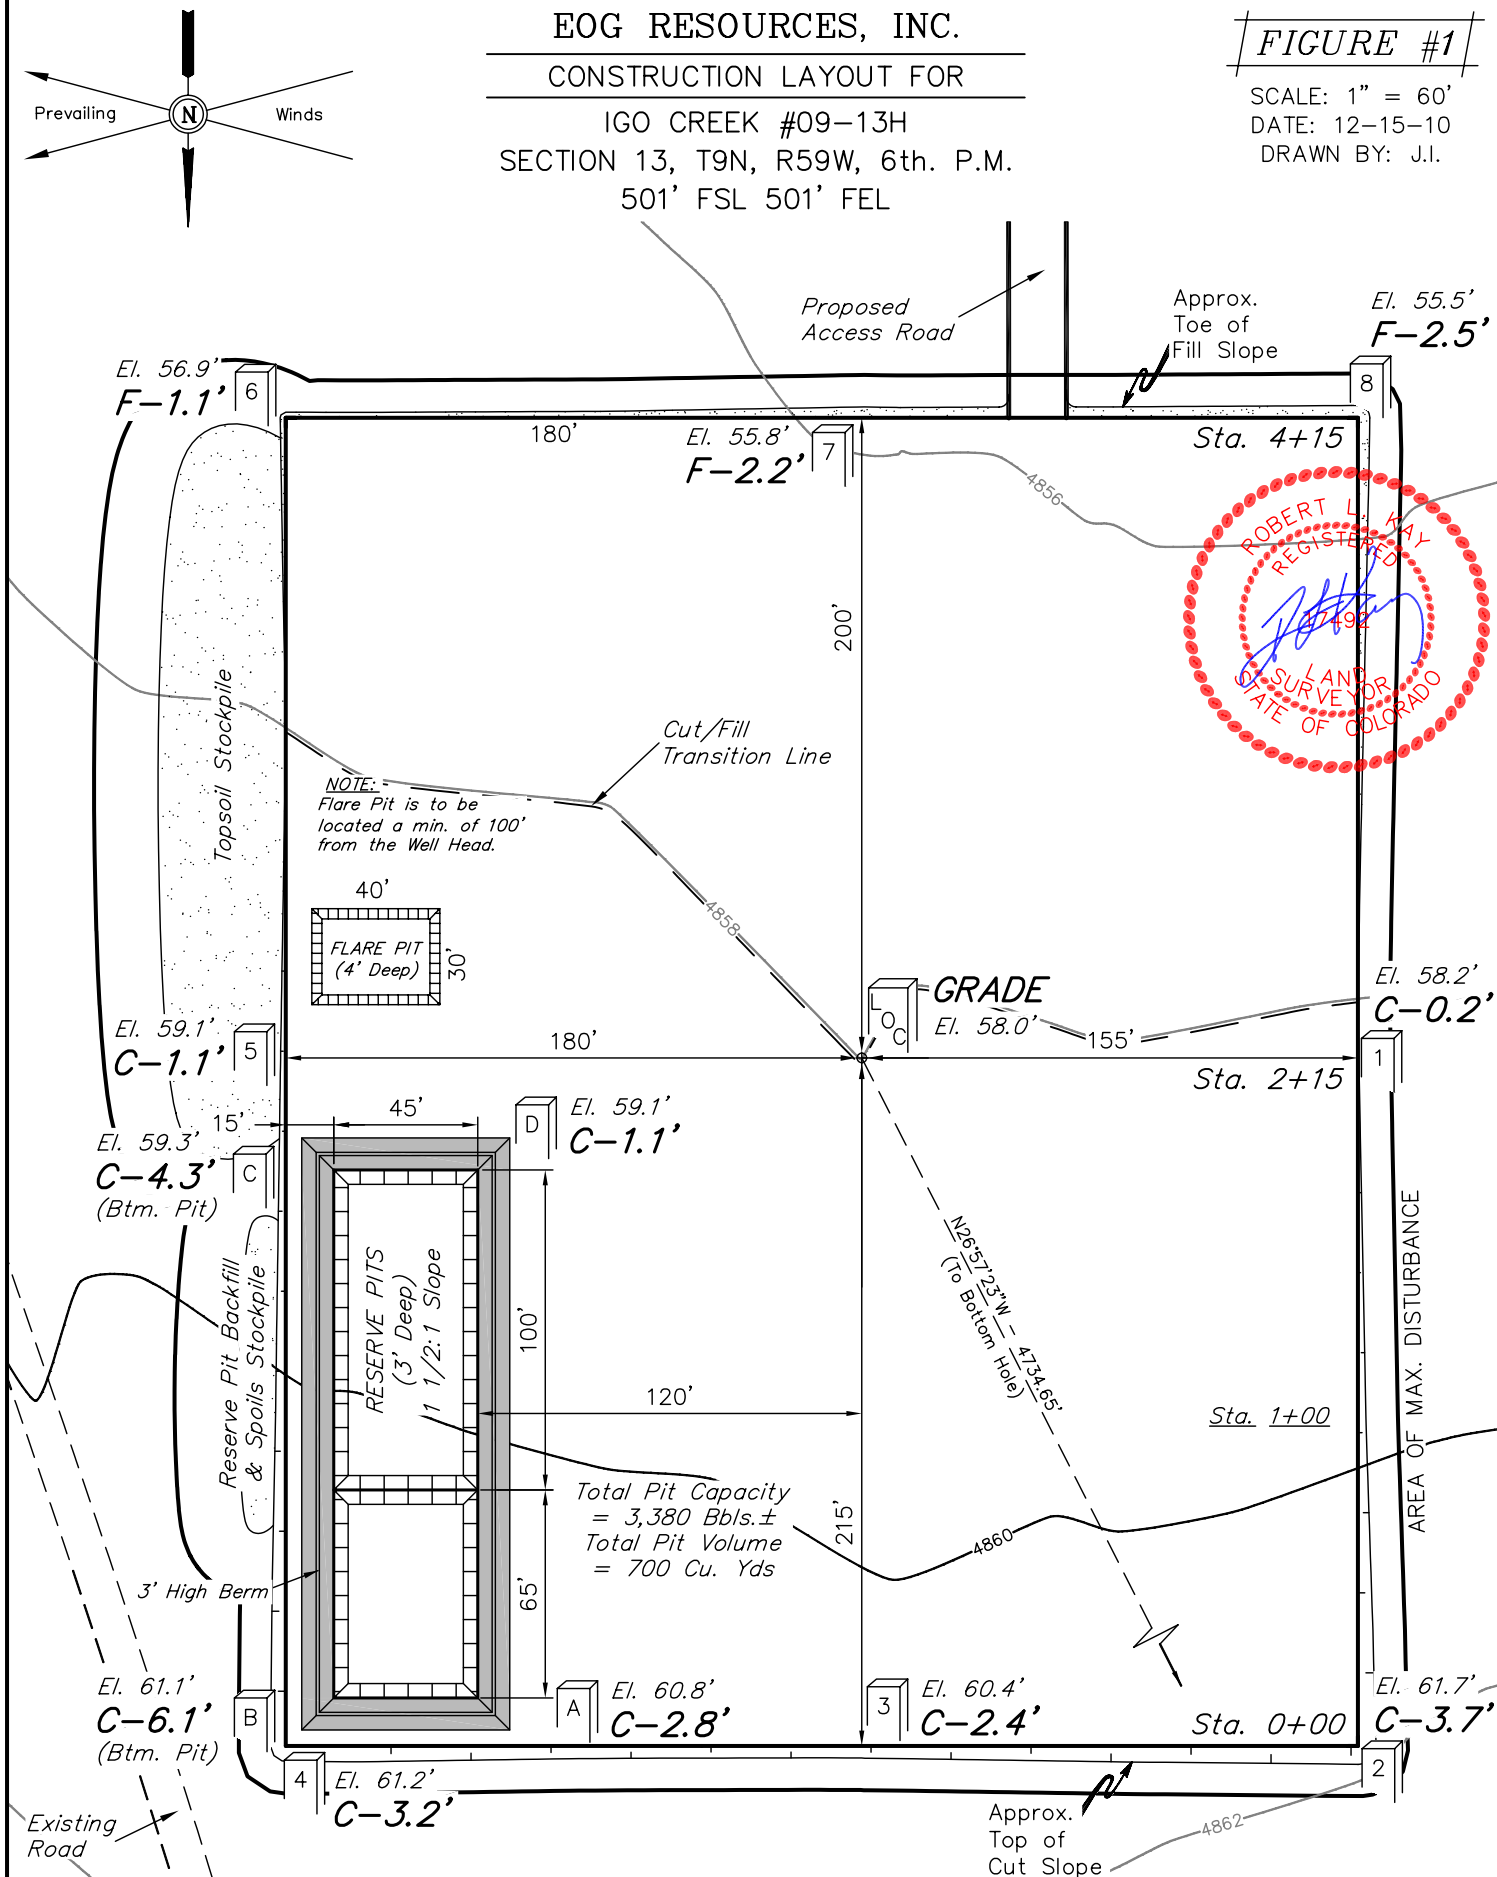 EOG RESOURCES, INC.
CONSTRUCTION LAYOUT FOR
IGO CREEK #09-13H
SECTION 13, T9N, R59W, 6th. P.M.
501' FSL 501' FEL
FIGURE #1
SCALE: 1" = 60'
DATE: 12-15-10
DRAWN BY: J.I.
Prevailing
N
Winds
Proposed
Access Road
Approx.
Toe of
Fill Slope
El. 55.5'
F-2.5'
8
El. 56.9'
F-1.1'
6
180'
El. 55.8'
F-2.2'
7
Sta. 4+15
4856
ROBERT L. KAY
REGISTERED
17492
LAND
SURVEYOR
STATE OF COLORADO
200'
Topsoil Stockpile
Cut/Fill
Transition Line
NOTE:
Flare Pit is to be
located a min. of 100'
from the Well Head.
40'
FLARE PIT
(4' Deep)
30'
4858
LOC
GRADE
El. 58.0'
El. 58.2'
C-0.2'
1
El. 59.1'
C-1.1'
5
180'
155'
Sta. 2+15
15'
45'
D
El. 59.1'
C-1.1'
El. 59.3'
C-4.3'
(Btm. Pit)
C
Reserve Pit Backfill
& Spoils Stockpile
RESERVE PITS
(3' Deep)
1 1/2:1 Slope
100'
120'
N26°57'23"W - 4734.65'
(To Bottom Hole)
Sta. 1+00
AREA OF MAX. DISTURBANCE
Total Pit Capacity
= 3,380 Bbls.±
Total Pit Volume
= 700 Cu. Yds
215'
4860
3' High Berm
65'
El. 61.1'
C-6.1'
(Btm. Pit)
B
A
El. 60.8'
C-2.8'
3
El. 60.4'
C-2.4'
Sta. 0+00
El. 61.7'
C-3.7'
2
4
El. 61.2'
C-3.2'
Existing
Road
Approx.
Top of
Cut Slope
4862